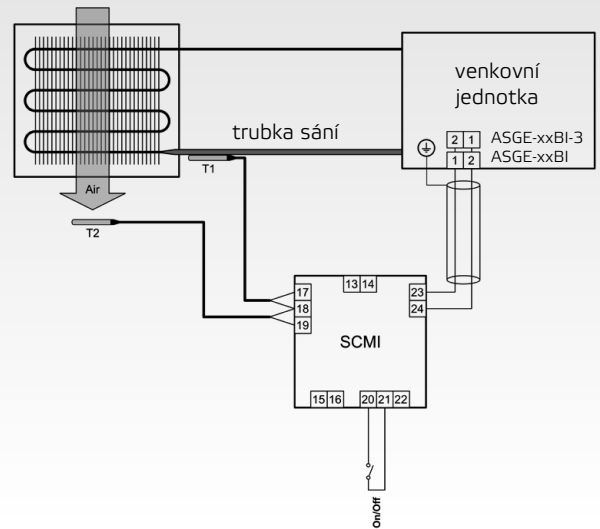 venkovní
jednotka
2 1 ASGE-xxBI-3
1 2 ASGE-xxBI
trubka sání
T1
Air
T2
13 14
17
18
19
23
24
SCMI
15 16
20 21 22
On/Off